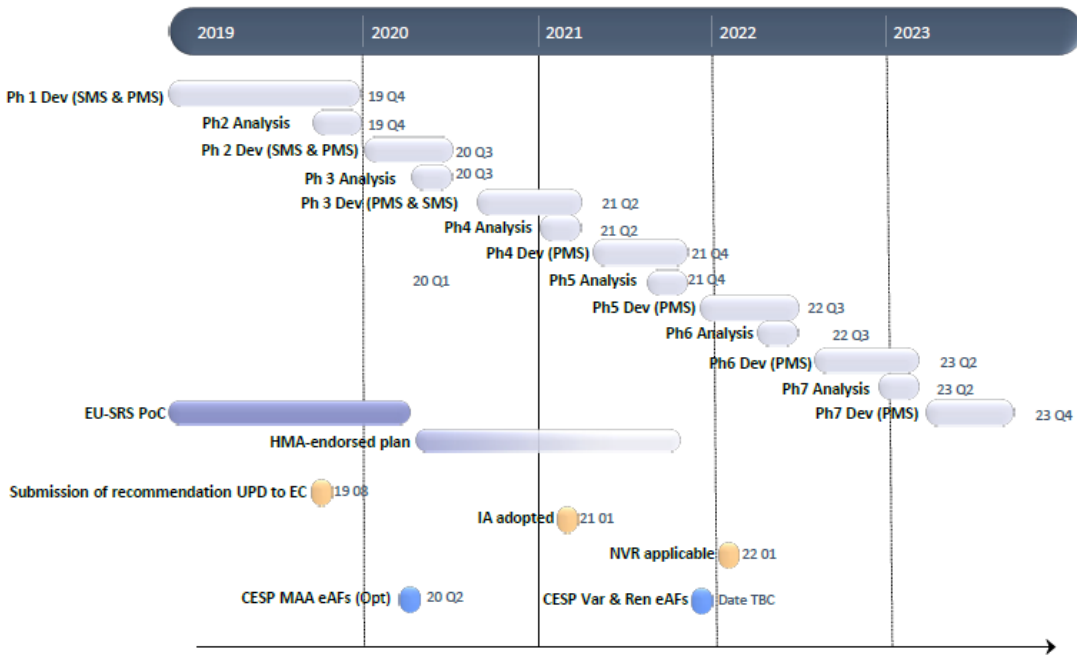 2019 2020 2021 2022 2023
Ph 1 Dev (SMS & PMS) 19 Q4
Ph2 Analysis 19 Q4
Ph 2 Dev (SMS & PMS) 20 Q3
Ph 3 Analysis 20 Q3
Ph 3 Dev (PMS & SMS) 21 Q2
Ph4 Analysis 21 Q2
Ph4 Dev (PMS) 21 Q4
20 Q1 Ph5 Analysis 21 Q4
Ph5 Dev (PMS) 22 Q3
Ph6 Analysis 22 Q3
Ph6 Dev (PMS) 23 Q2
Ph7 Analysis 23 Q2
EU-SRS PoC Ph7 Dev (PMS) 23 Q4
HMA-endorsed plan
Submission of recommendation UPD to EC 19 08
IA adopted 21 01
NVR applicable 22 01
CESP MAA eAFs (Opt) 20 Q2 CESP Var & Ren eAFs Date TBC